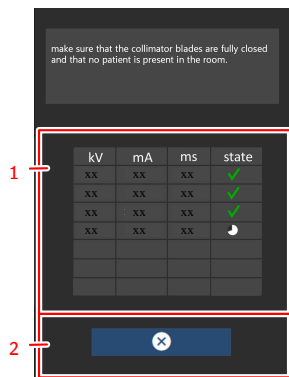 make sure that the collimator blades are fully closed
and that no patient is present in the room.
1
kV mA ms state
xx xx xx
xx xx xx
xx xx xx
xx xx xx
2